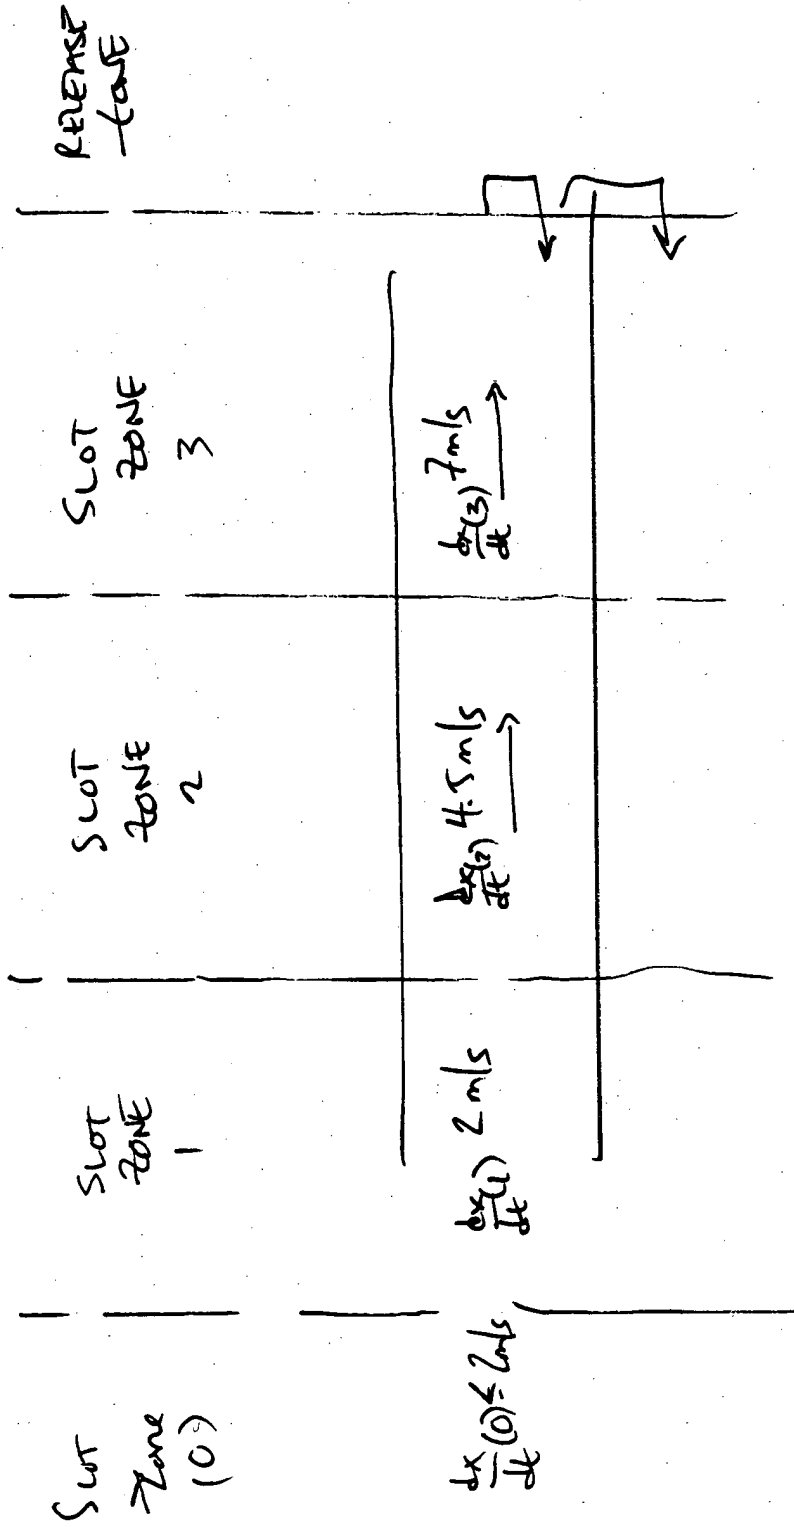 SLOT
Zone
(0)
SLOT
ZONE
1
SLOT
ZONE
2
SLOT
ZONE
3
RELEASE
ZONE
dx/dt (0) ≤ 2m/s
dx/dt (1) 2 m/s
dx/dt (2) 4.5 m/s
dx/dt (3) 7 m/s